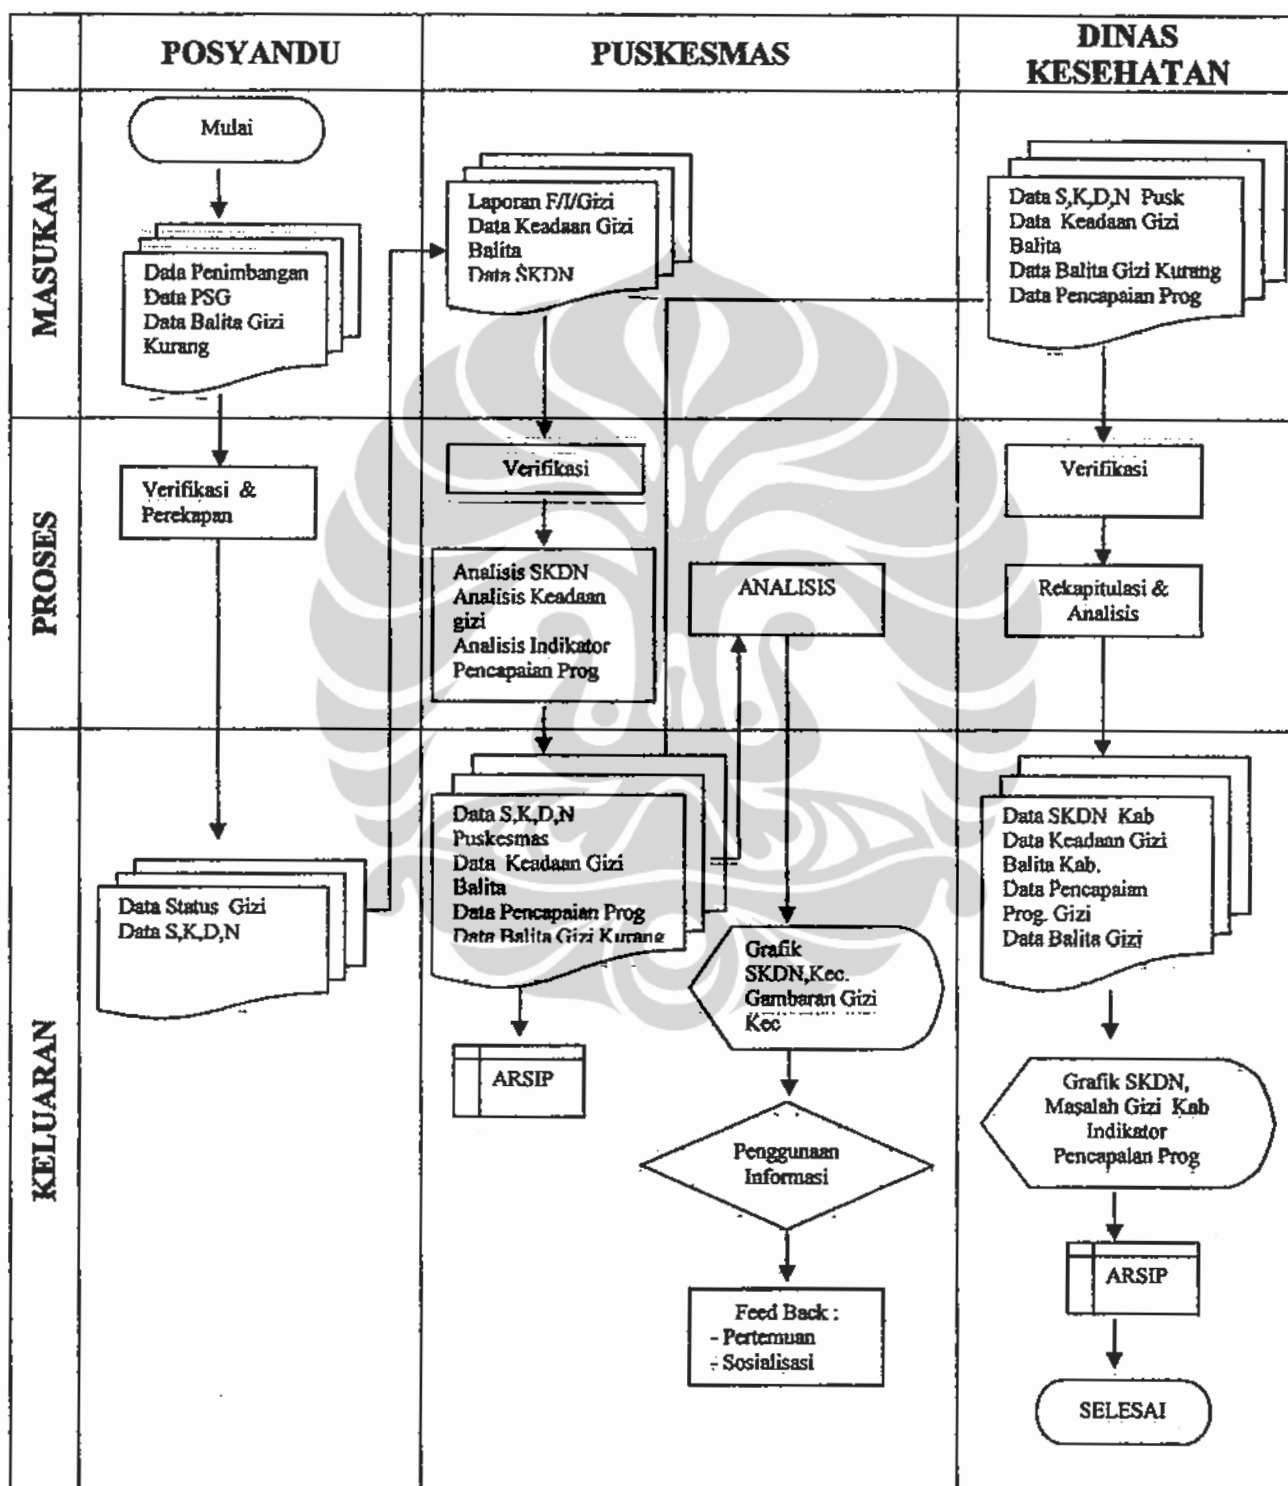 POSYANDU
PUSKESMAS
DINAS
KESEHATAN
MASUKAN
Mulai
Data Penimbangan
Data PSG
Data Balita Gizi
Kurang
Laporan F/I/Gizi
Data Keadaan Gizi
Balita
Data SKDN
Data S,K,D,N Pusk
Data Keadaan Gizi
Balita
Data Balita Gizi Kurang
Data Pencapaian Prog
PROSES
Verifikasi &
Perekapan
Verifikasi
Analisis SKDN
Analisis Keadaan
gizi
Analisis Indikator
Pencapaian Prog
ANALISIS
Verifikasi
Rekapitulasi &
Analisis
KELUARAN
Data Status Gizi
Data S,K,D,N
Data S,K,D,N
Puskesmas
Data Keadaan Gizi
Balita
Data Pencapaian Prog
Data Balita Gizi Kurang
ARSIP
Grafik
SKDN,Kec.
Gambaran Gizi
Kec
Penggunaan
Informasi
Feed Back :
- Pertemuan
- Sosialisasi
Data SKDN Kab
Data Keadaan Gizi
Balita Kab.
Data Pencapaian
Prog. Gizi
Data Balita Gizi
Grafik SKDN,
Masalah Gizi Kab
Indikator
Pencapaian Prog
ARSIP
SELESAI